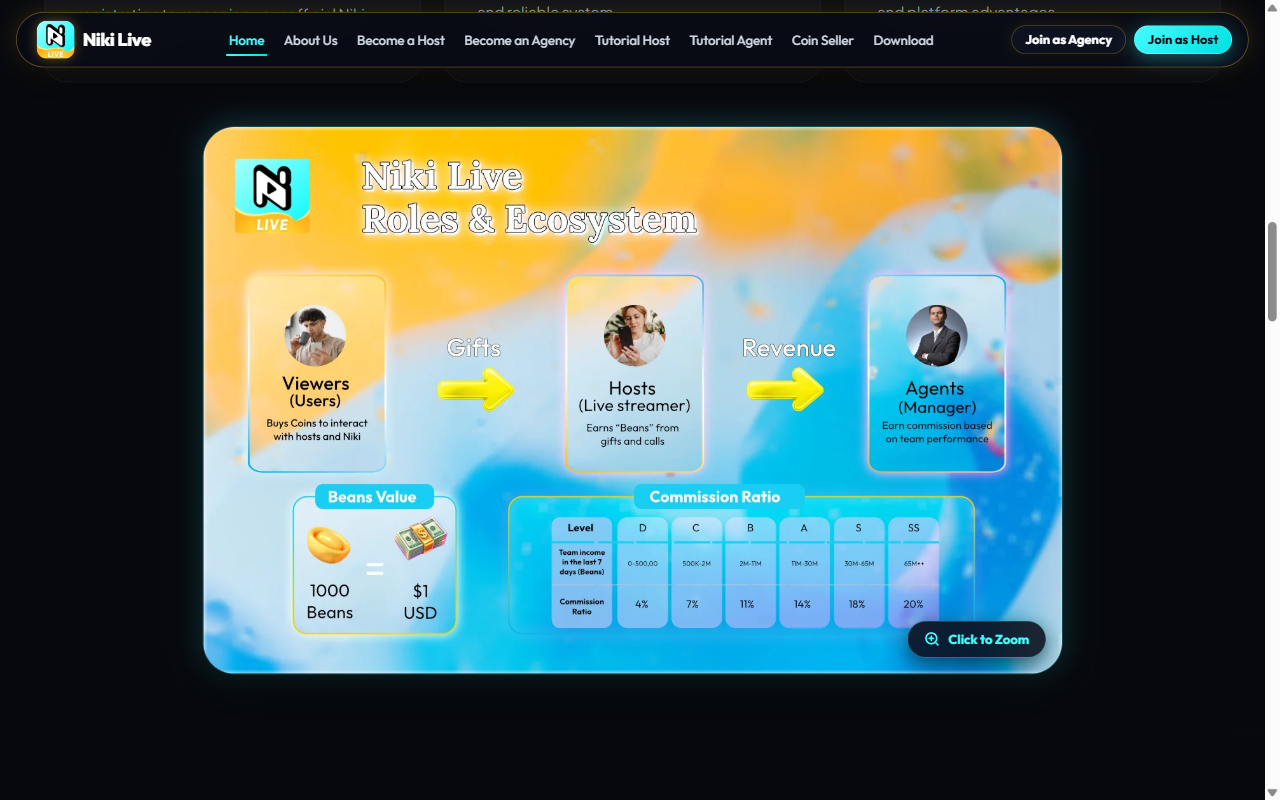 and reliable system
Niki Live
Home
About Us
Become a Host
Become an Agency
Tutorial Host
Tutorial Agent
Coin Seller
Download
Join as Agency
Join as Host
LIVE
Niki Live
Roles & Ecosystem
LIVE
Viewers
(Users)
Buys Coins to interact
with hosts and Niki
Gifts
Hosts
(Live streamer)
Earns “Beans” from
gifts and calls
Revenue
Agents
(Manager)
Earn commission based
on team performance
Beans Value
1000
Beans
=
$1
USD
Commission Ratio
Level D C B A S SS
Team income
in the last 7
days (Beans)
0-500,00 500K-2M 2M-11M 11M-30M 30M-65M 65M++
Commission
Ratio
4% 7% 11% 14% 18% 20%
Click to Zoom